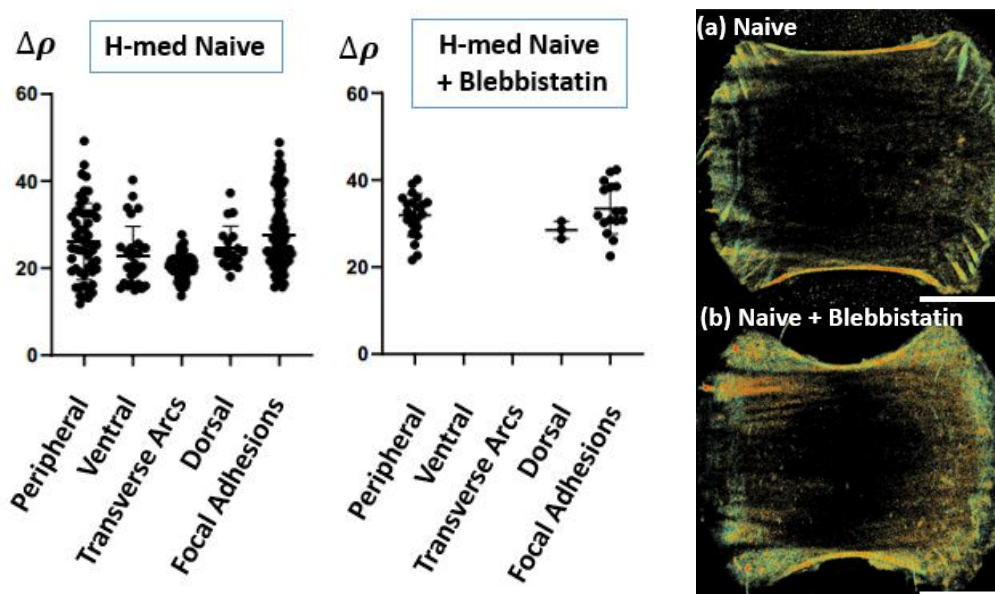 Δρ
H-med Naive
60
40
20
0
Peripheral
Ventral
Transverse Arcs
Dorsal
Focal Adhesions
Δρ
H-med Naive
+ Blebbistatin
60
40
20
0
Peripheral
Ventral
Transverse Arcs
Dorsal
Focal Adhesions
(a) Naive
(b) Naive + Blebbistatin